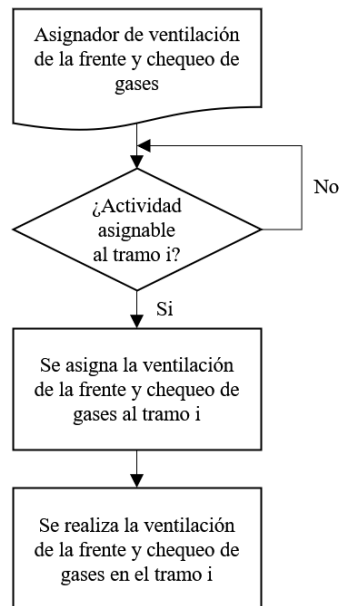 Asignador de ventilación
de la frente y chequeo de
gases
¿Actividad
asignable
al tramo i?
No
Si
Se asigna la ventilación
de la frente y chequeo de
gases al tramo i
Se realiza la ventilación
de la frente y chequeo de
gases en el tramo i